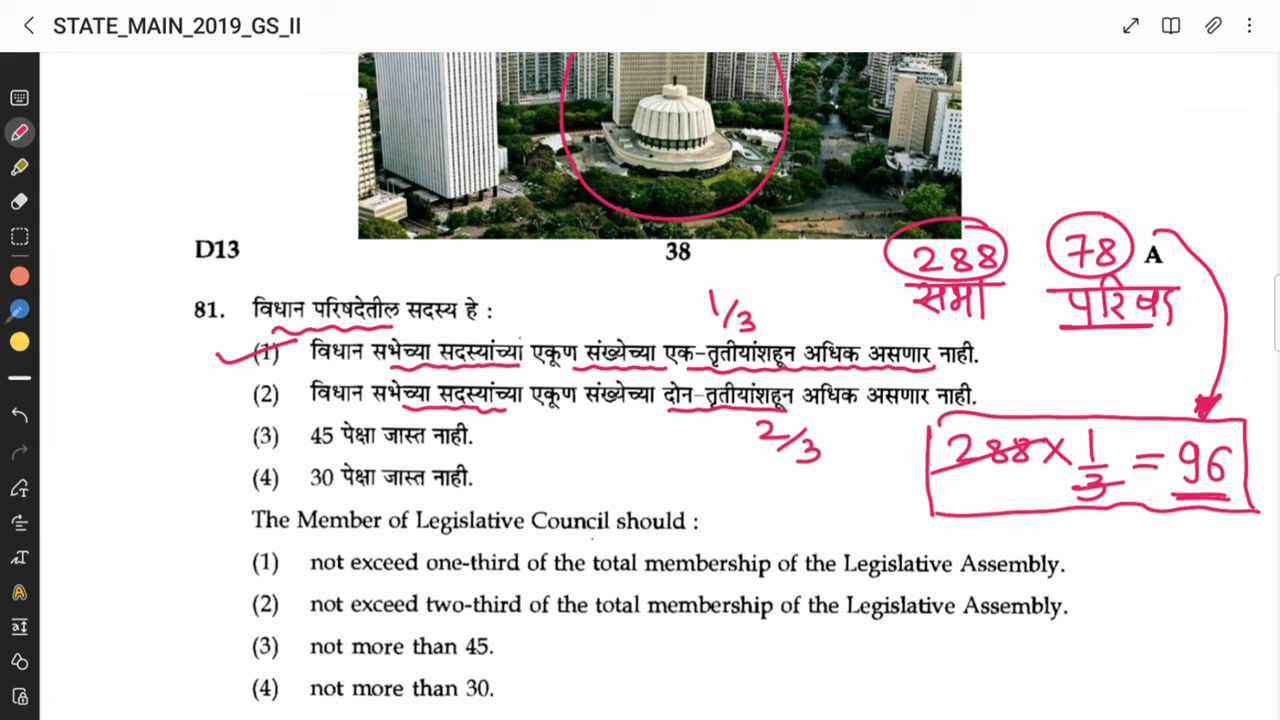 STATE_MAIN_2019_GS_II
D13 38 A
288 78
सभा परिषद
81. विधान परिषदेतील सदस्य हे :
1/3
(1) विधान सभेच्या सदस्यांच्या एकूण संख्येच्या एक-तृतीयांशहून अधिक असणार नाही.
(2) विधान सभेच्या सदस्यांच्या एकूण संख्येच्या दोन-तृतीयांशहून अधिक असणार नाही.
2/3
(3) 45 पेक्षा जास्त नाही.
288 × 1/3 = 96
(4) 30 पेक्षा जास्त नाही.
The Member of Legislative Council should :
(1) not exceed one-third of the total membership of the Legislative Assembly.
(2) not exceed two-third of the total membership of the Legislative Assembly.
(3) not more than 45.
(4) not more than 30.